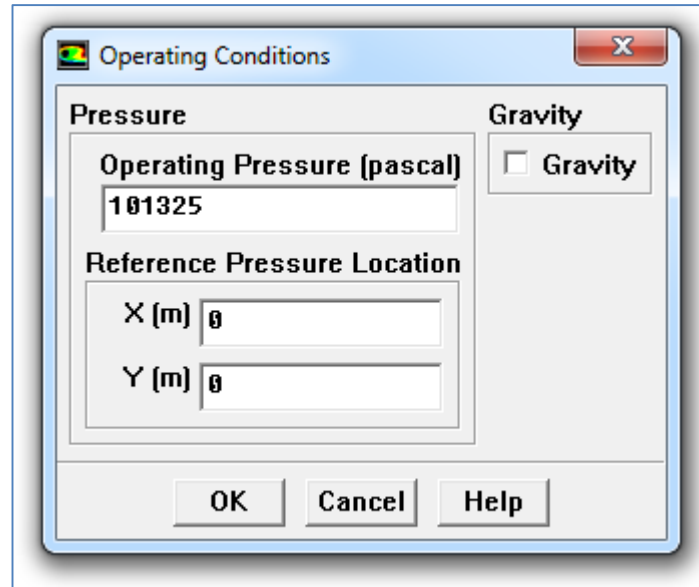 Operating Conditions
Pressure
Operating Pressure (pascal)
101325
Reference Pressure Location
X (m) 0
Y (m) 0
Gravity
Gravity
OK Cancel Help